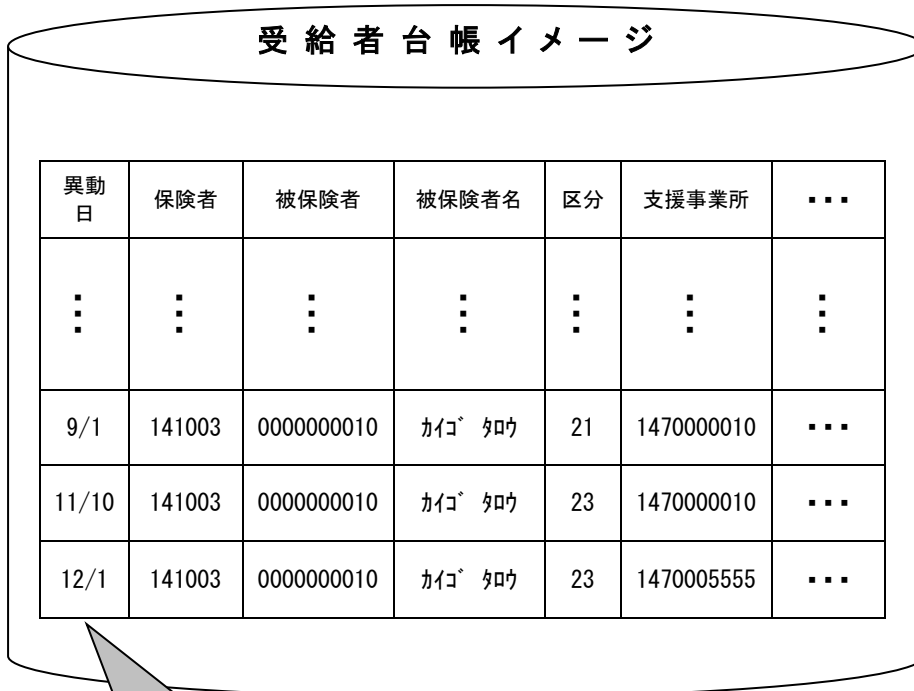 受給者台帳イメージ
異動日 保険者 被保険者 被保険者名 区分 支援事業所 ・・・
⋮ ⋮ ⋮ ⋮ ⋮ ⋮ ⋮
9/1 141003 0000000010 ｶｲｺﾞ ﾀﾛｳ 21 1470000010 ・・・
11/10 141003 0000000010 ｶｲｺﾞ ﾀﾛｳ 23 1470000010 ・・・
12/1 141003 0000000010 ｶｲｺﾞ ﾀﾛｳ 23 1470005555 ・・・